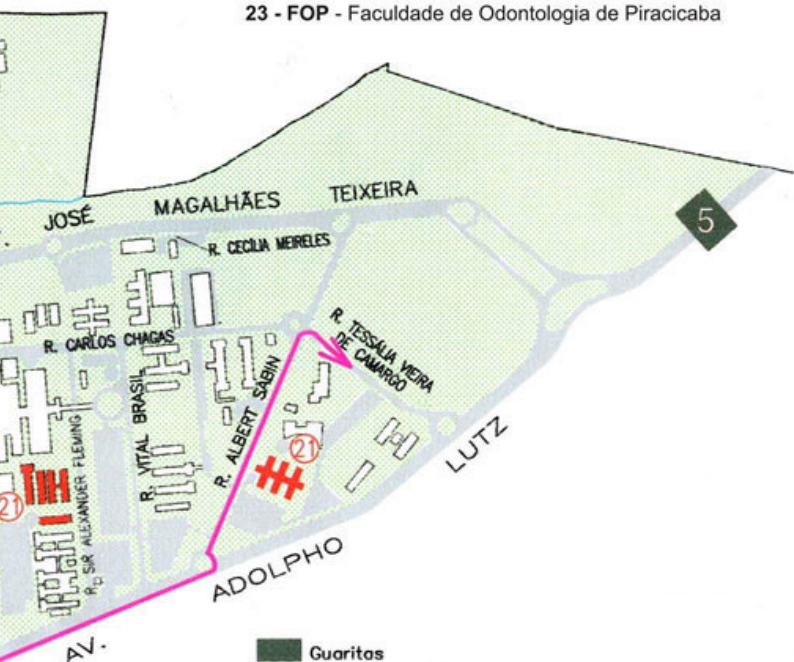 23 - FOP - Faculdade de Odontologia de Piracicaba
JOSÉ MAGALHÃES TEIXEIRA
5
R. CECÍLIA MEIRELES
R. CARLOS CHAGAS
R. TESSÁLIA VIEIRA
DE CAMARGO
R. VITAL BRASIL
R. ALBERT SABIN
R. SIR ALEXANDER FLEMING
21
21
AV. ADOLPHO LUTZ
Guaritas